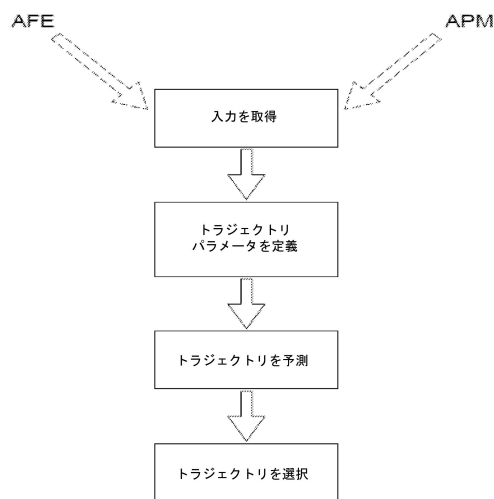 AFE
APM
入力を取得
トラジェクトリ
パラメータを定義
トラジェクトリを予測
トラジェクトリを選択